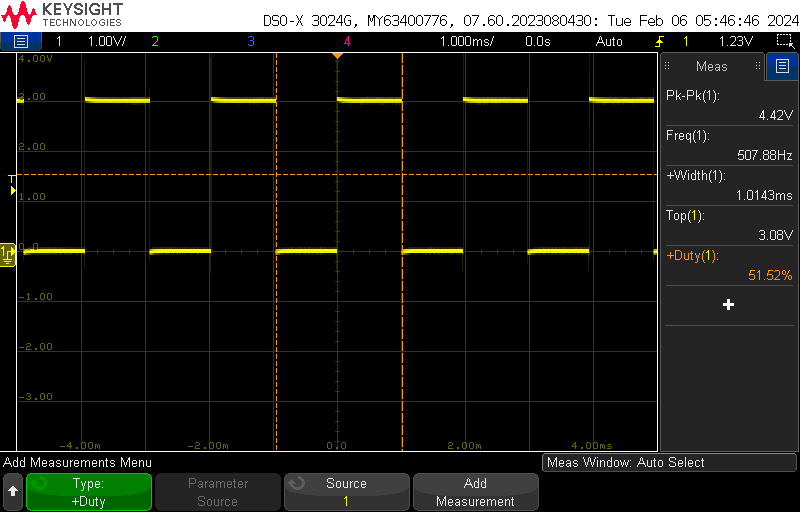 KEYSIGHT
TECHNOLOGIES
DSO-X 3024G, MY63400776, 07.60.2023080430: Tue Feb 06 05:46:46 2024
1 1.00V/ 2 3 4 1.000ms/ 0.0s Auto 1 1.23V
4.00V
3.00
2.00
T
1.00
1
0.0
-1.00
-2.00
-3.00
-4.00m -2.00m 0.0 2.00m 4.00ms
Meas
Pk-Pk(1):
4.42V
Freq(1):
507.88Hz
+Width(1):
1.0143ms
Top(1):
3.08V
+Duty(1):
51.52%
+
Add Measurements Menu
Meas Window: Auto Select
Type:
+Duty
Parameter
Source
Source
1
Add
Measurement